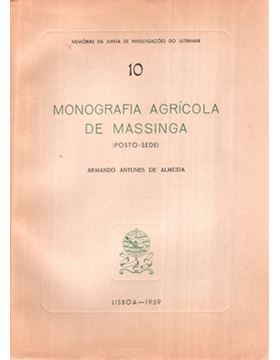 MEMÓRIAS DA JUNTA DE INVESTIGAÇÕES DO ULTRAMAR
10
MONOGRAFIA AGRÍCOLA
DE MASSINGA
(POSTO-SEDE)
ARMANDO ANTUNES DE ALMEIDA
LISBOA—1959